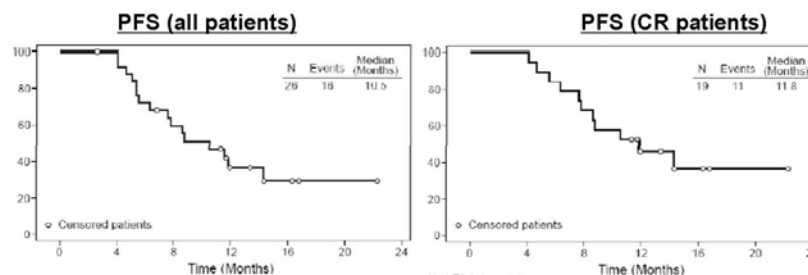 PFS (all patients)
100
80
60
40
20
0
N Events Median (Months)
26 16 10.5
Censored patients
0 4 8 12 16 20 24
Time (Months)
PFS (CR patients)
100
80
60
40
20
0
N Events Median (Months)
19 11 11.8
Censored patients
0 4 8 12 16 20
Time (Months)